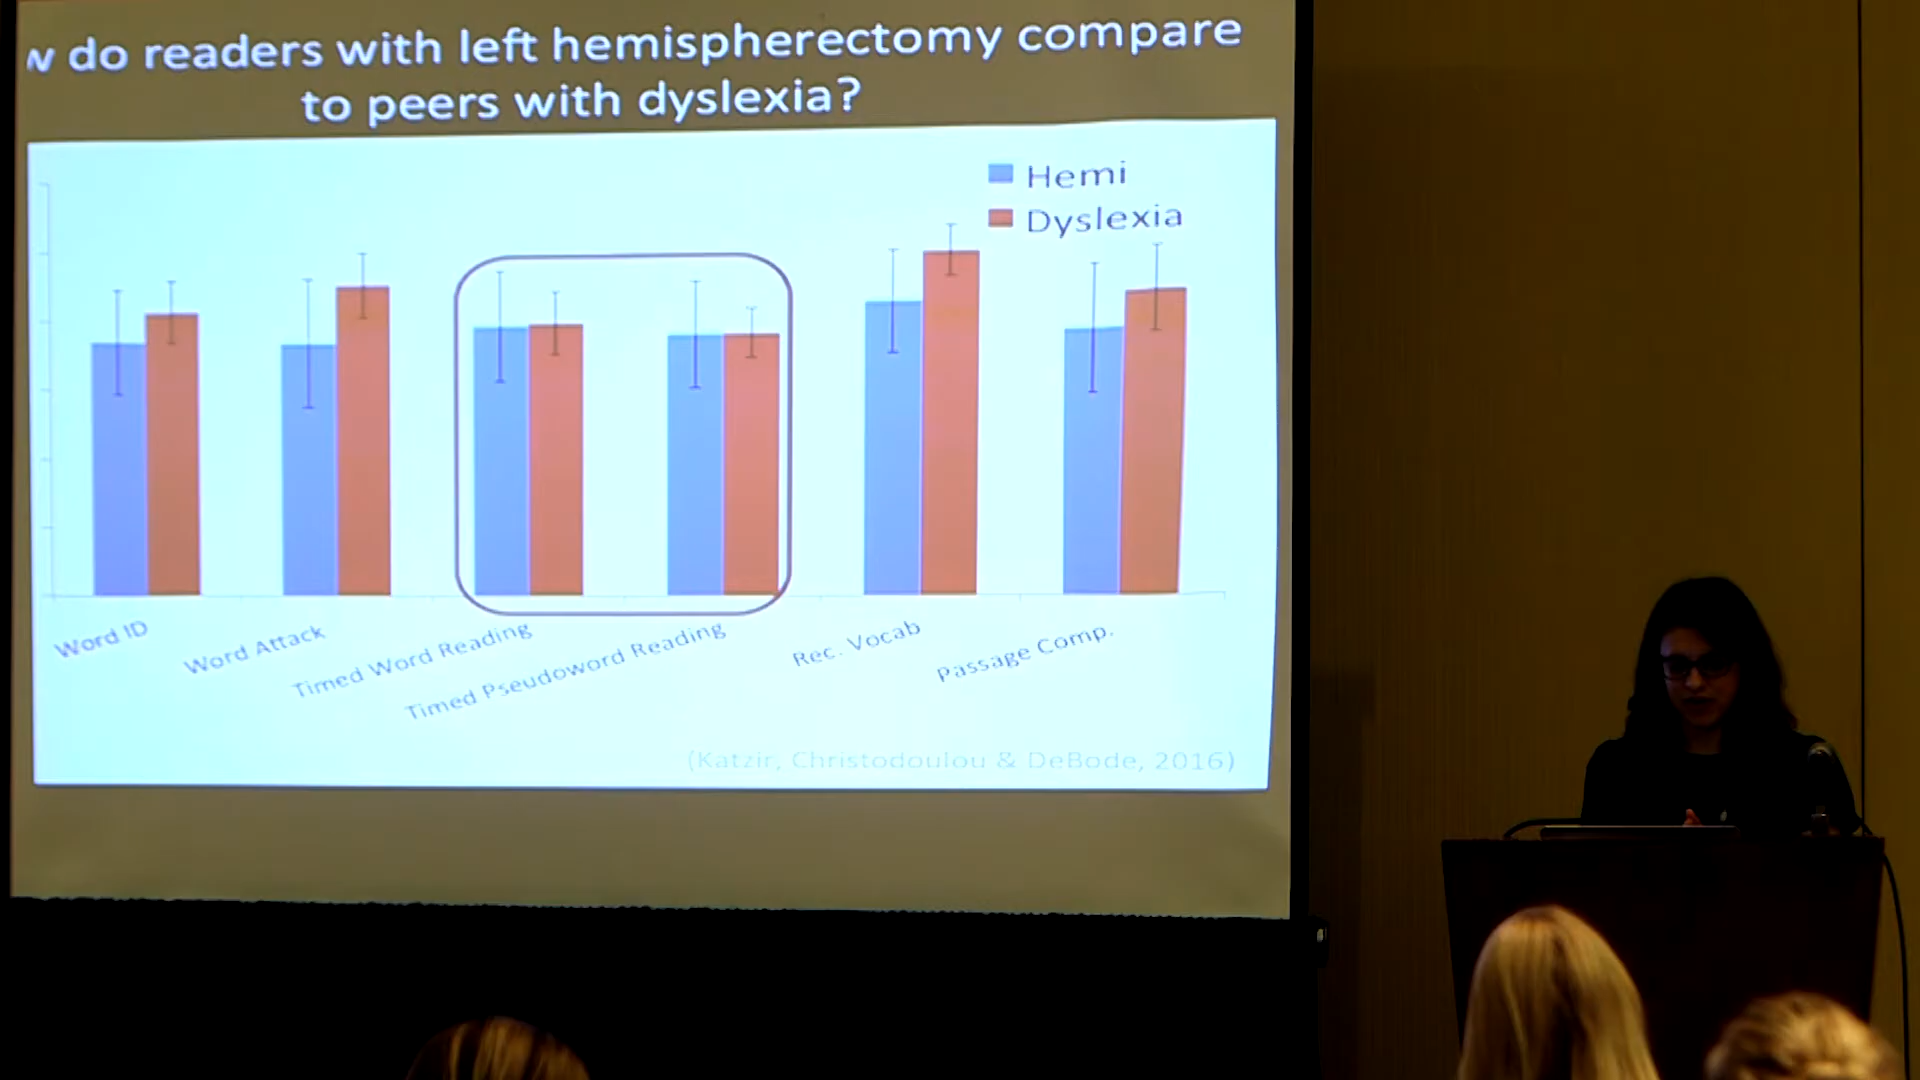 w do readers with left hemispherectomy compare
to peers with dyslexia?
Hemi
Dyslexia
Word ID
Word Attack
Timed Word Reading
Timed Pseudoword Reading
Rec. Vocab
Passage Comp.
(Katzir, Christodoulou & DeBode, 2016)